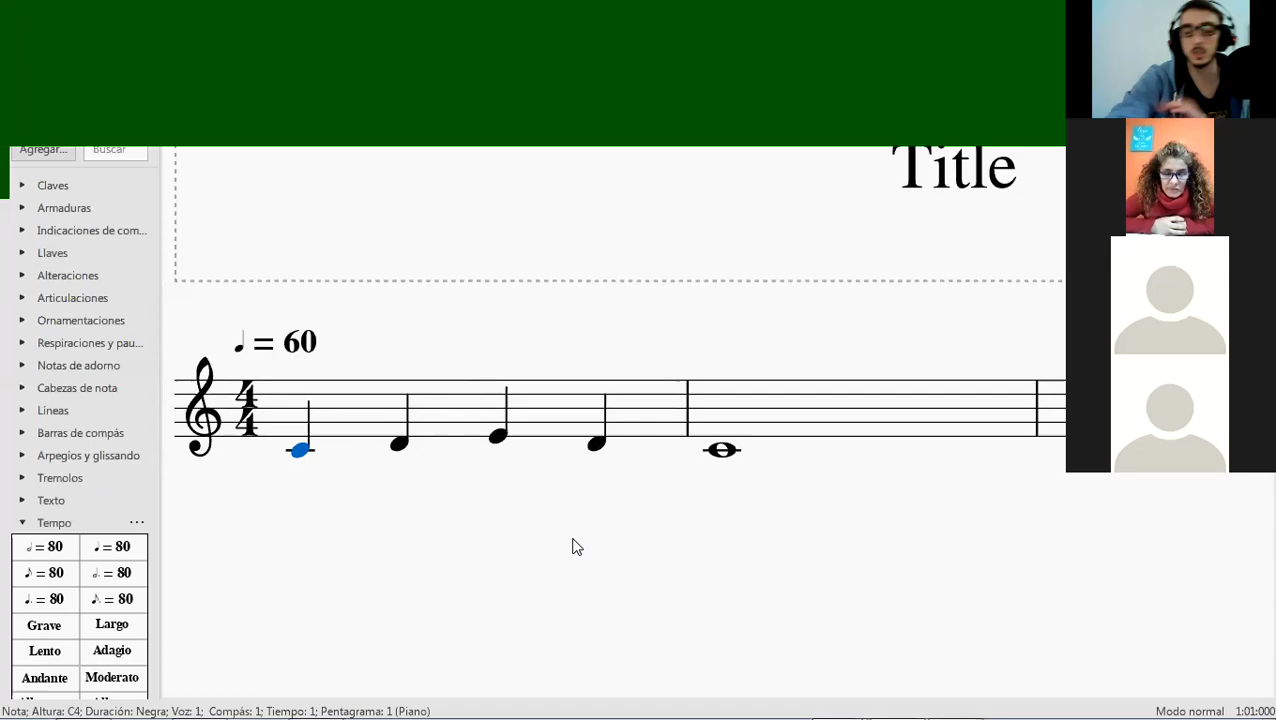 Agregar...
Buscar
Title
Claves
Armaduras
Indicaciones de com...
Llaves
Alteraciones
Articulaciones
Ornamentaciones
Respiraciones y pau...
Notas de adorno
Cabezas de nota
Líneas
Barras de compás
Arpegios y glissando
Tremolos
Texto
Tempo ...
= 60
4
4
= 80 = 80
= 80 = 80
= 80 = 80
Grave Largo
Lento Adagio
Andante Moderato
Nota; Altura: C4; Duración: Negra; Voz: 1; Compás: 1; Tiempo: 1; Pentagrama: 1 (Piano)
Modo normal 1:01:000